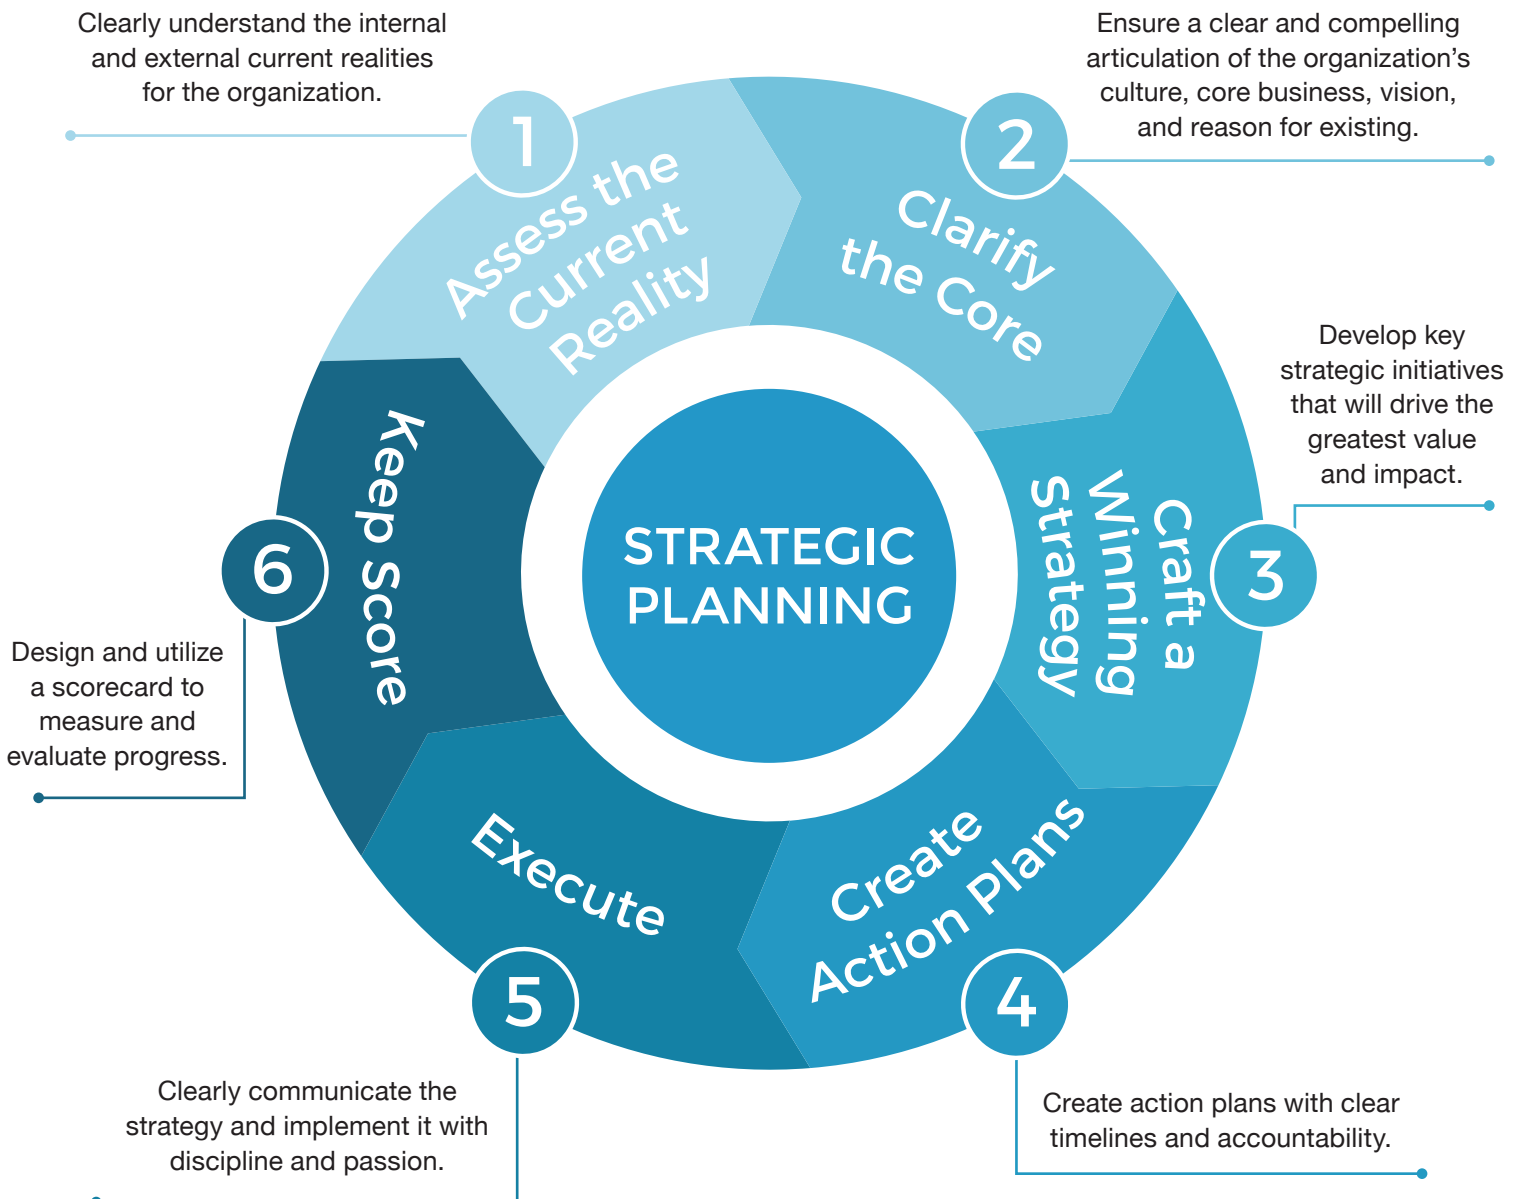 Clearly understand the internal
and external current realities
for the organization.
1
Assess the
Current
Reality
Ensure a clear and compelling
articulation of the organization's
culture, core business, vision,
and reason for existing.
2
Clarify
the Core
Develop key
strategic initiatives
that will drive the
greatest value
and impact.
3
Craft a
Winning
Strategy
STRATEGIC
PLANNING
4
Create
Action Plans
Create action plans with clear
timelines and accountability.
5
Execute
Clearly communicate the
strategy and implement it with
discipline and passion.
6
Keep Score
Design and utilize
a scorecard to
measure and
evaluate progress.